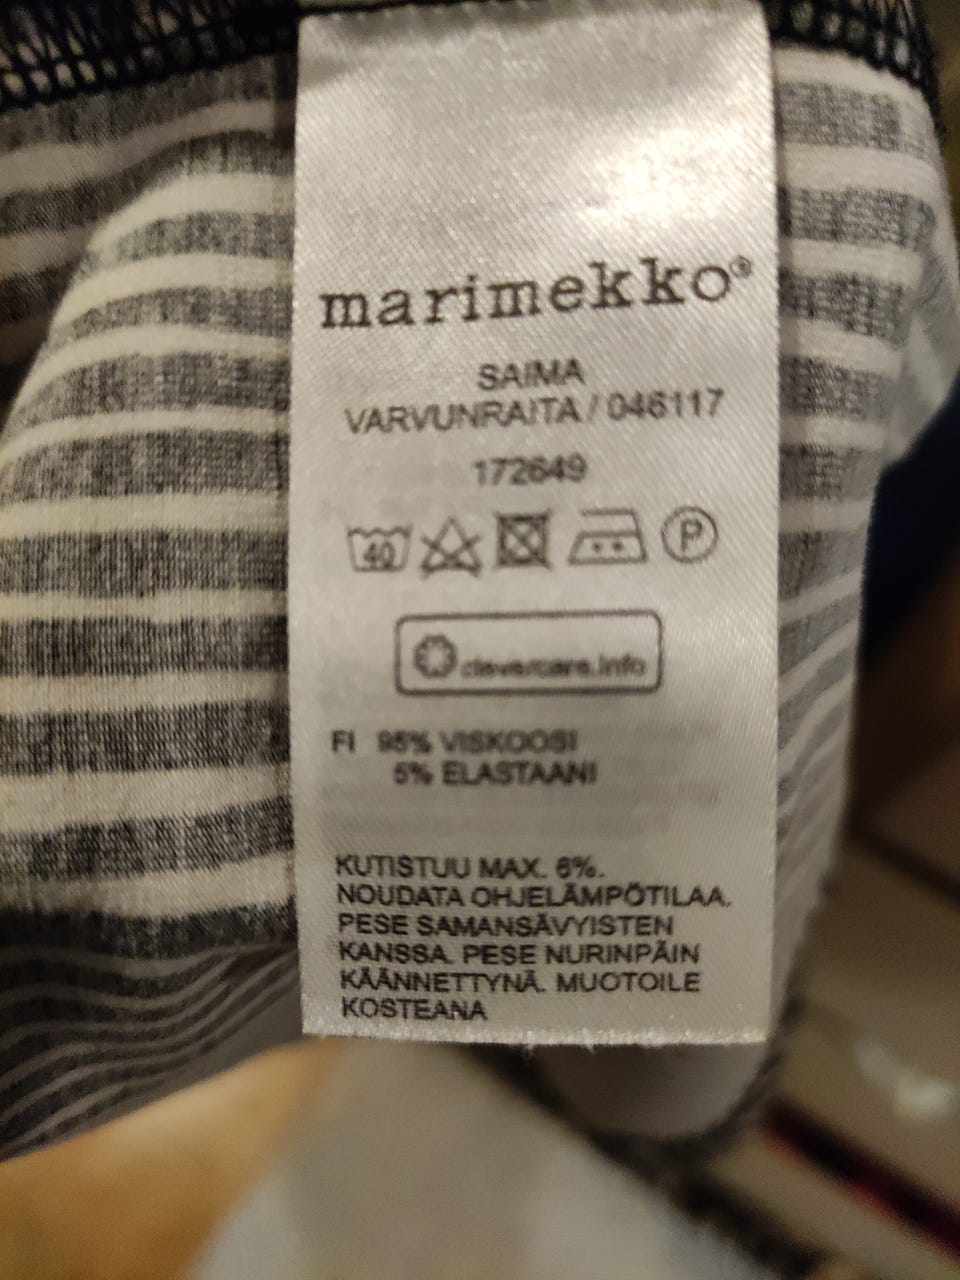 marimekko®
SAIMA
VARVUNRAITA / 046117
172649
40 P
clevercare.info
FI 95% VISKOOSI
5% ELASTAANI
KUTISTUU MAX. 6%.
NOUDATA OHJELÄMPÖTILAA.
PESE SAMANSÄVYISTEN
KANSSA. PESE NURINPÄIN
KÄÄNNETTYNÄ. MUOTOILE
KOSTEANA